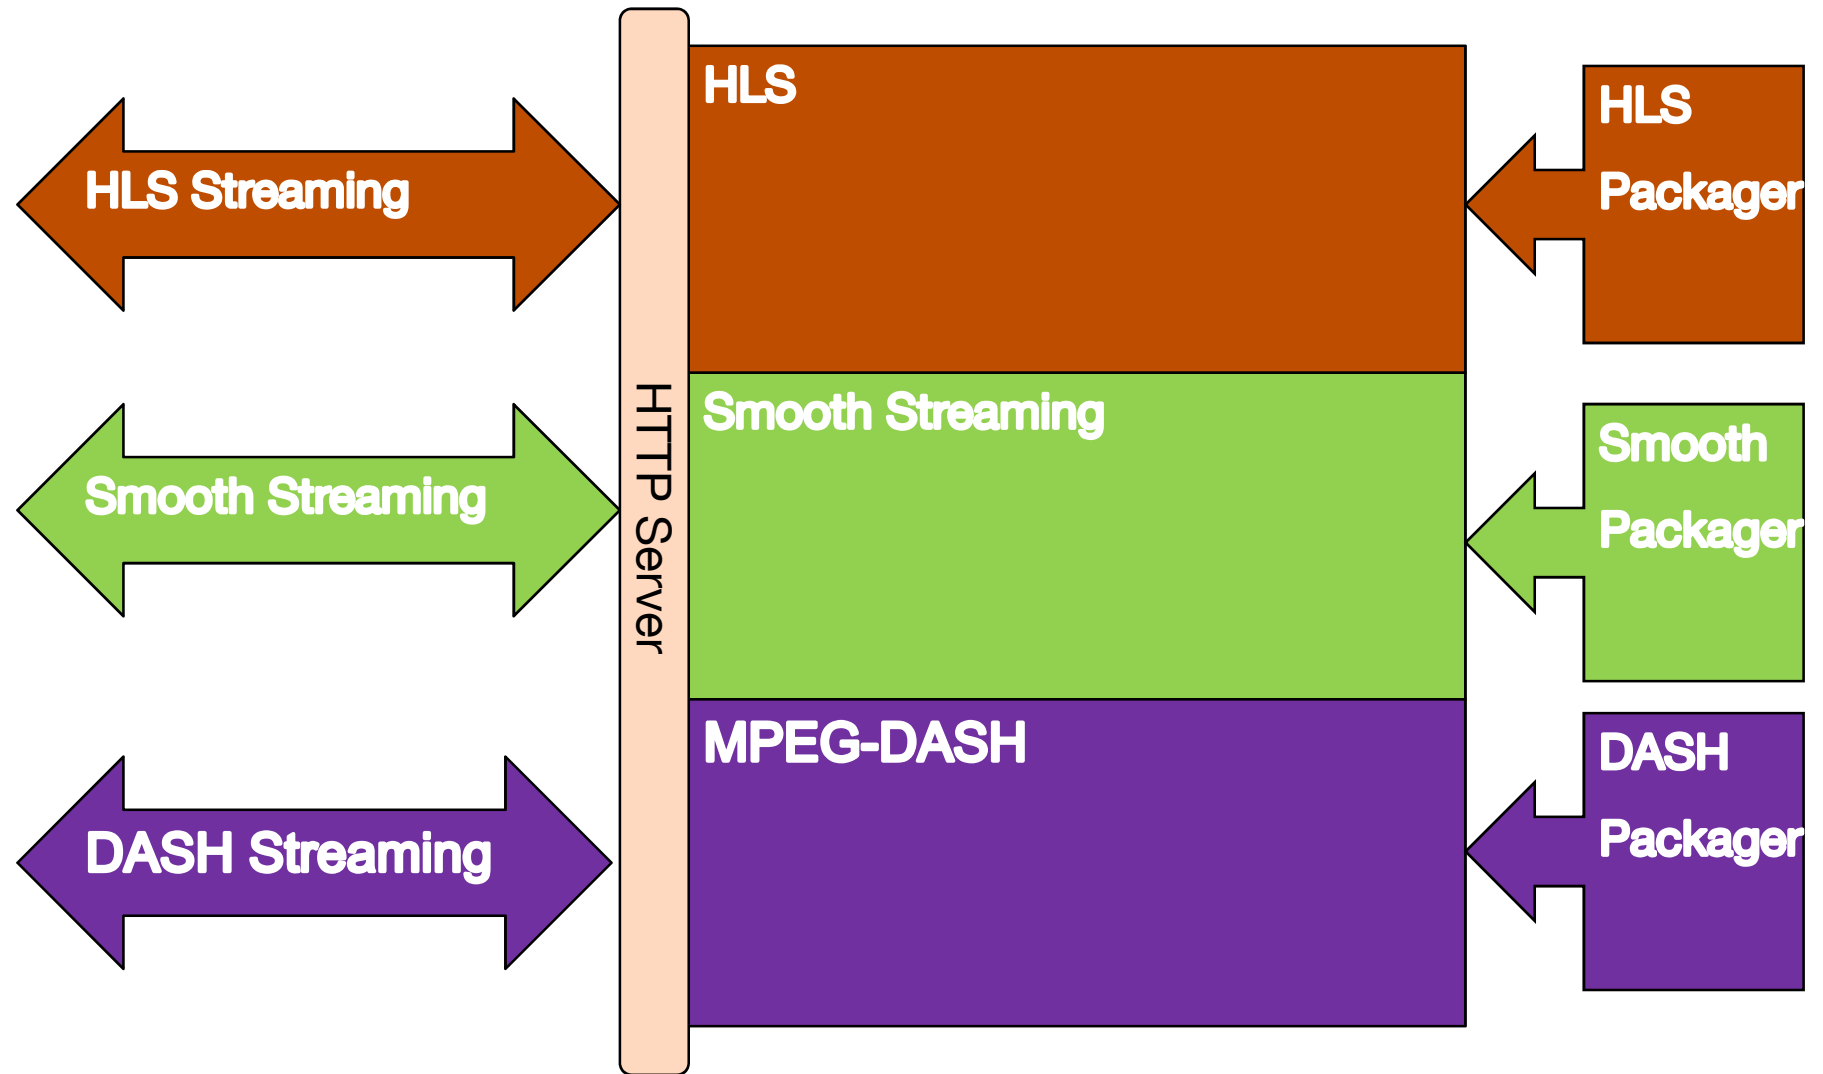 HLS
HLS
Packager
HLS Streaming
Smooth Streaming
Smooth
Packager
Smooth Streaming
HTTP Server
MPEG-DASH
DASH
Packager
DASH Streaming